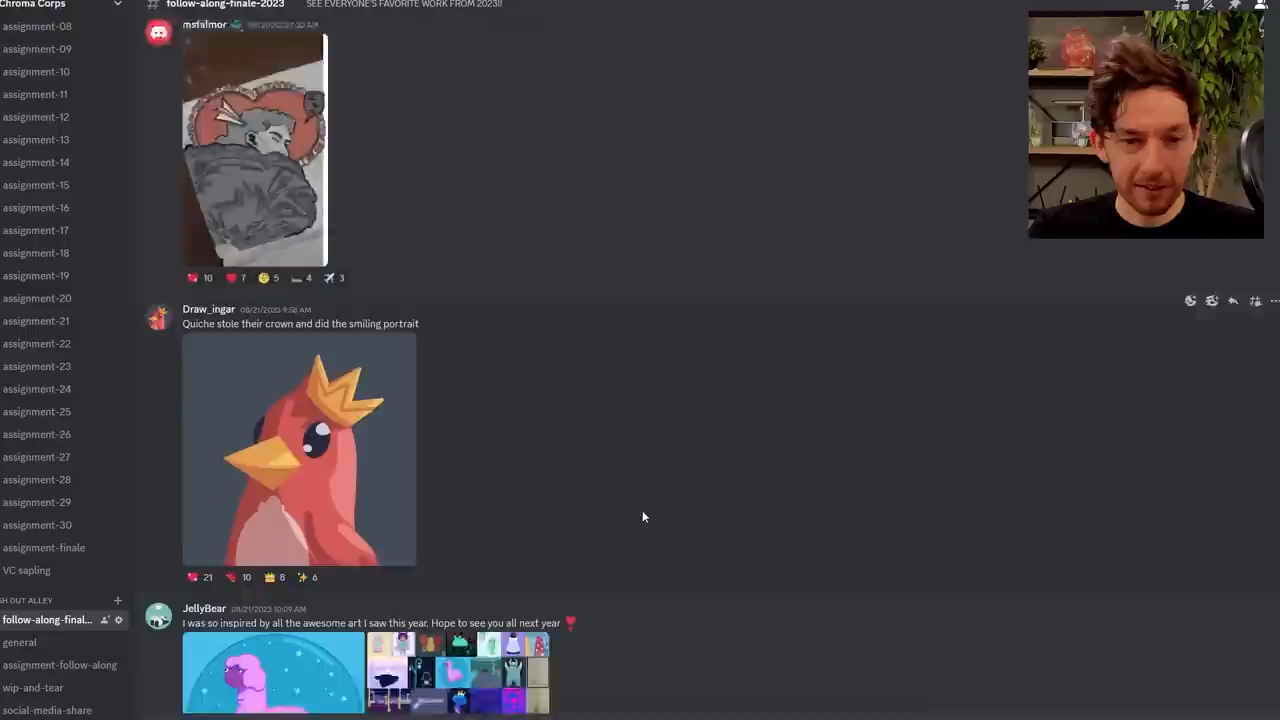 Chroma Corps
# follow-along-finale-2023
SEE EVERYONE'S FAVORITE WORK FROM 2023!!
assignment-08
assignment-09
assignment-10
assignment-11
assignment-12
assignment-13
assignment-14
assignment-15
assignment-16
assignment-17
assignment-18
assignment-19
assignment-20
assignment-21
assignment-22
assignment-23
assignment-24
assignment-25
assignment-26
assignment-27
assignment-28
assignment-29
assignment-30
assignment-finale
VC sapling
SH OUT ALLEY
follow-along-final...
general
assignment-follow-along
wip-and-tear
social-media-share
10 7 5 4 3
Draw_ingar 08/21/2023 9:58 AM
Quiche stole their crown and did the smiling portrait
21 10 8 6
JellyBear 08/21/2023 10:09 AM
I was so inspired by all the awesome art I saw this year. Hope to see you all next year